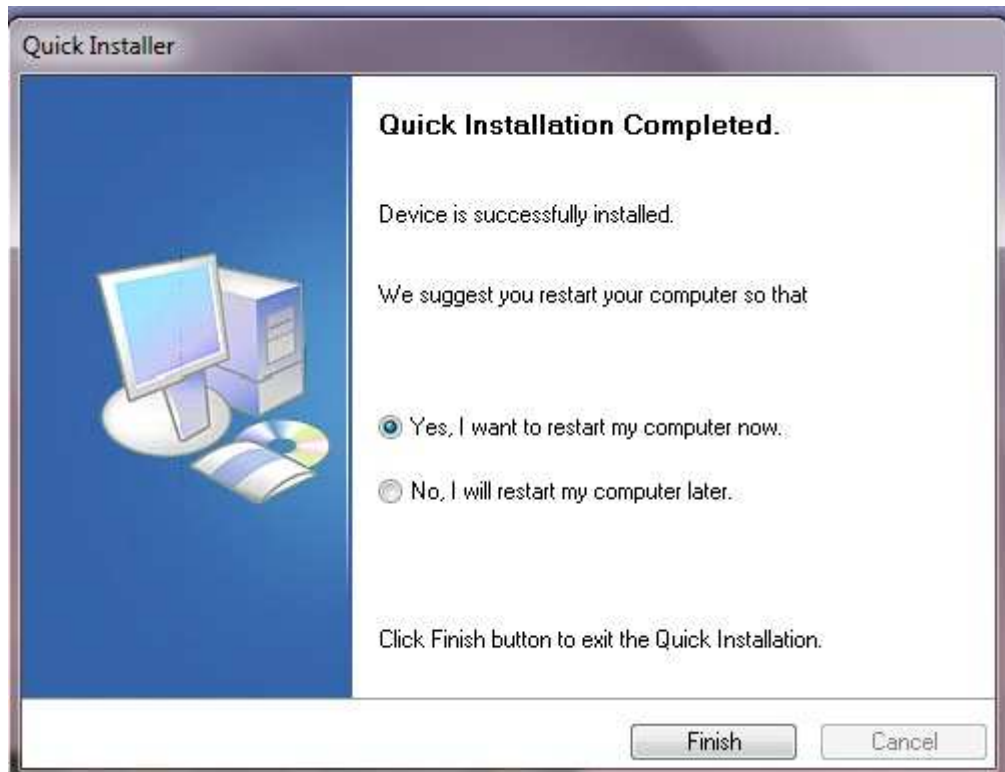 Quick Installer
Quick Installation Completed.
Device is successfully installed.
We suggest you restart your computer so that
Yes, I want to restart my computer now.
No, I will restart my computer later.
Click Finish button to exit the Quick Installation.
Finish
Cancel